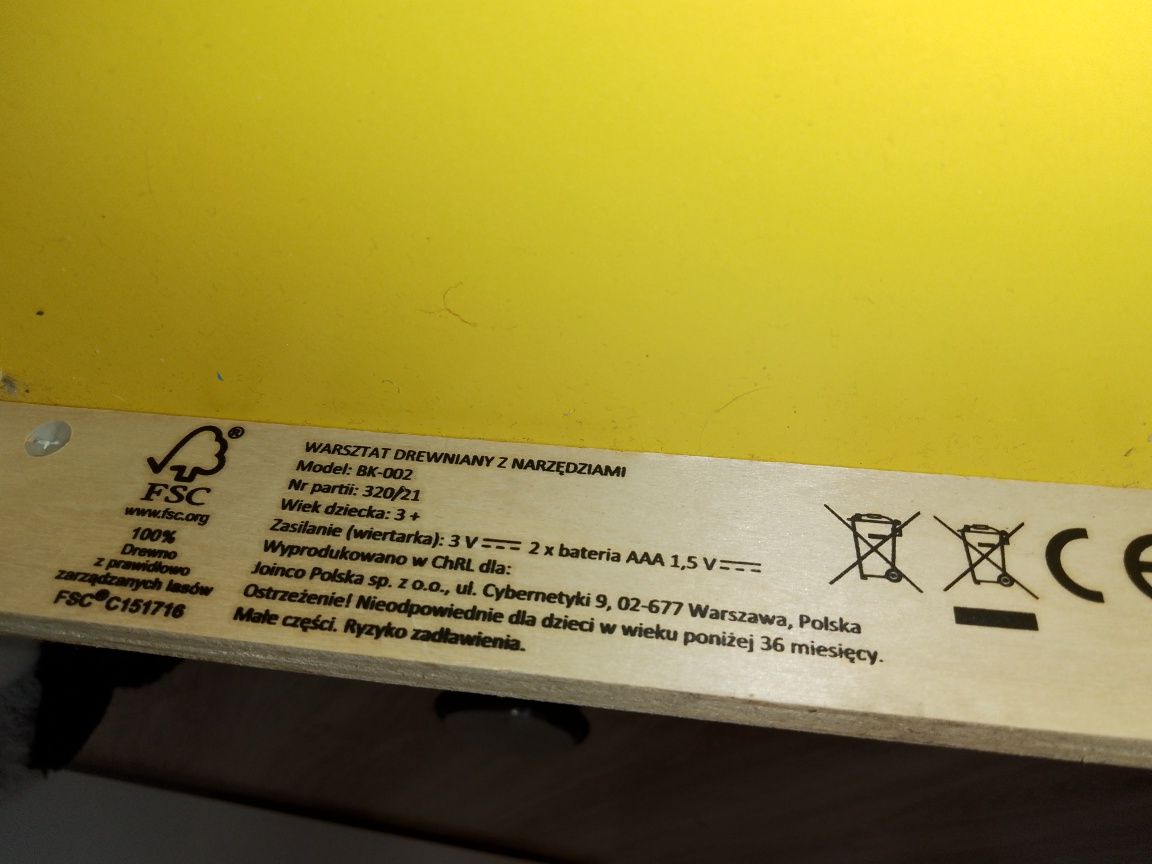 FSC®
www.fsc.org
100%
Drewno
z prawidłowo
zarządzanych lasów
FSC® C151716
WARSZTAT DREWNIANY Z NARZĘDZIAMI
Model: BK-002
Nr partii: 320/21
Wiek dziecka: 3 +
Zasilanie (wiertarka): 3 V 2 x bateria AAA 1,5 V
Wyprodukowano w ChRL dla:
Joinco Polska sp. z o.o., ul. Cybernetyki 9, 02-677 Warszawa, Polska
Ostrzeżenie! Nieodpowiednie dla dzieci w wieku poniżej 36 miesięcy.
Małe części. Ryzyko zadławienia.
CE